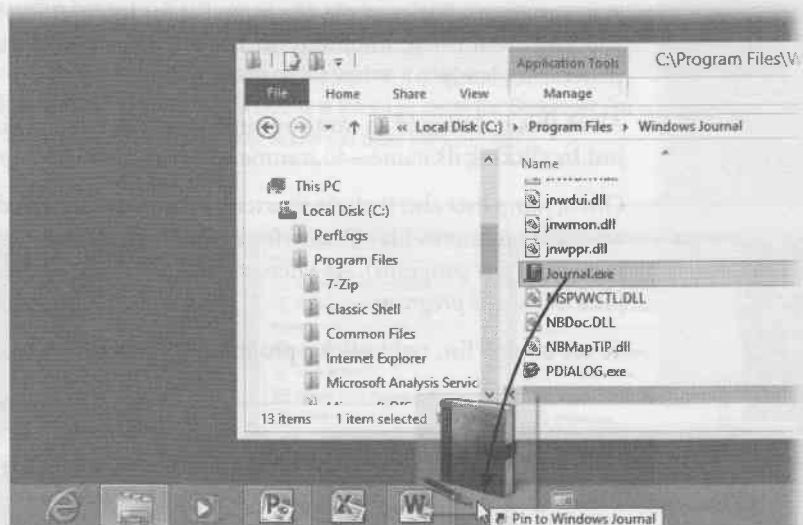 Application Tools
C:\Program Files\W
File Home Share View Manage
« Local Disk (C:) Program Files Windows Journal
Name
This PC
Local Disk (C:)
PerfLogs
Program Files
7-Zip
Classic Shell
Common Files
Internet Explorer
Microsoft Analysis Servic
jnwdui.dll
jnwmon.dll
jnwppr.dll
Journal.exe
MSPVWCTL.DLL
NBDoc.DLL
NBMapTIP.dll
PDIALOG.exe
13 items 1 item selected
P X W
Pin to Windows Journal